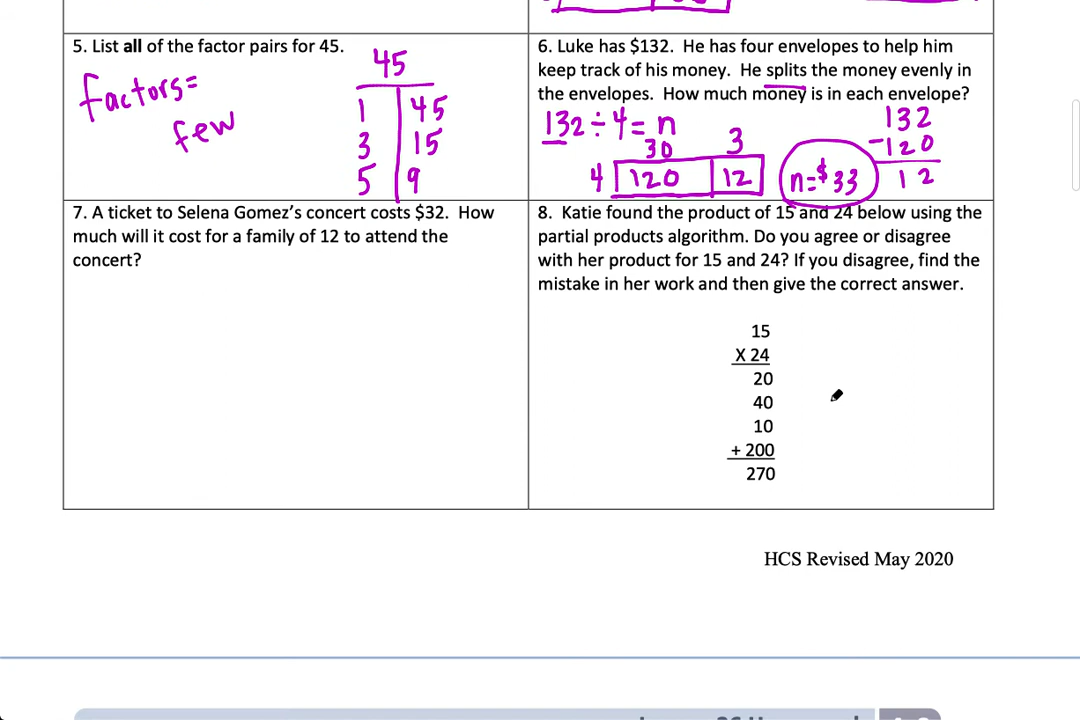 5. List all of the factor pairs for 45.
factors=
few
45
1 45
3 15
5 9
6. Luke has $132. He has four envelopes to help him
keep track of his money. He splits the money evenly in
the envelopes. How much money is in each envelope?
132÷4=n
30 3
4 120 12
n=$33
132
-120
12
7. A ticket to Selena Gomez's concert costs $32. How
much will it cost for a family of 12 to attend the
concert?
8. Katie found the product of 15 and 24 below using the
partial products algorithm. Do you agree or disagree
with her product for 15 and 24? If you disagree, find the
mistake in her work and then give the correct answer.
15
X 24
20
40
10
+ 200
270
HCS Revised May 2020